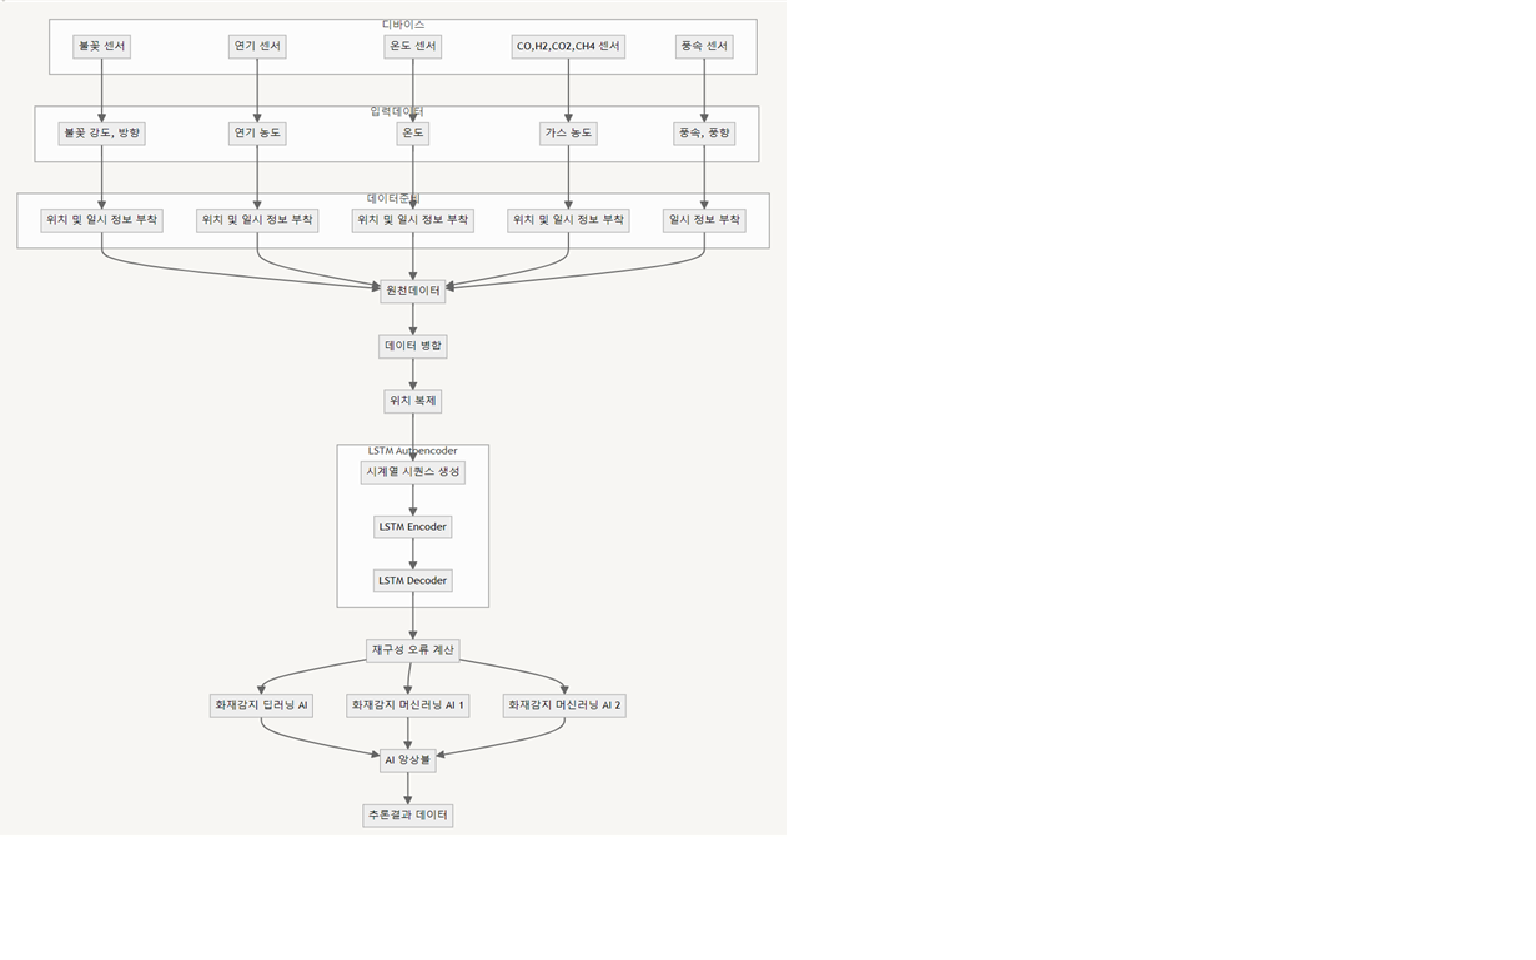 디바이스
불꽃 센서
연기 센서
온도 센서
CO,H2,CO2,CH4 센서
풍속 센서
입력데이터
불꽃 강도, 방향
연기 농도
온도
가스 농도
풍속, 풍향
데이터준비
위치 및 일시 정보 부착
위치 및 일시 정보 부착
위치 및 일시 정보 부착
위치 및 일시 정보 부착
일시 정보 부착
원천데이터
데이터 병합
위치 복제
LSTM Autoencoder
시계열 시퀀스 생성
LSTM Encoder
LSTM Decoder
재구성 오류 계산
화재감지 딥러닝 AI
화재감지 머신러닝 AI 1
화재감지 머신러닝 AI 2
AI 앙상블
추론결과 데이터